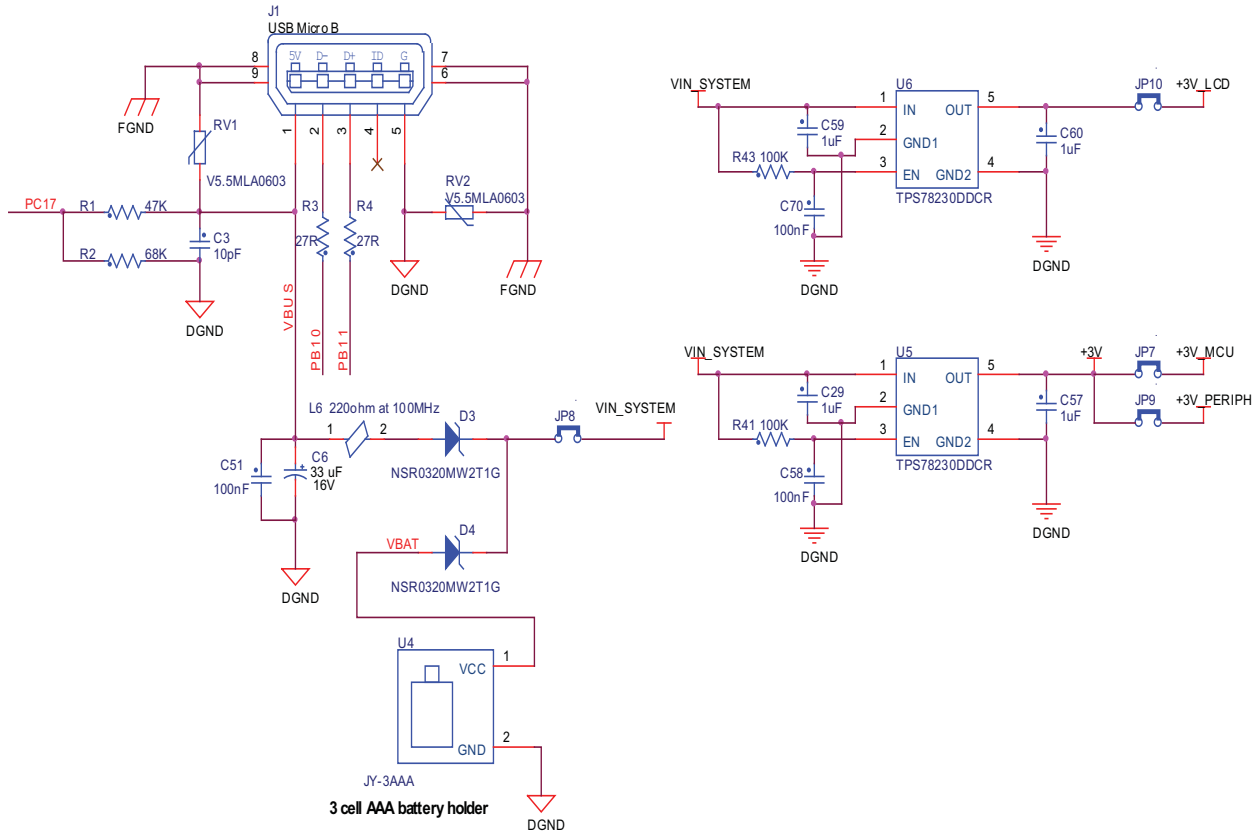 J1
USB Micro B
5V D- D+ ID G
8
9
7
6
1
2
3
4
5
FGND
RV1
V5.5MLA0603
PC17
R1 47K
R2 68K
C3
10pF
DGND
R3
27R
R4
27R
RV2
V5.5MLA0603
DGND
FGND
VBUS
PB10
PB11
L6 220ohm at 100MHz
1
2
D3
NSR0320MW2T1G
JP8
VIN_SYSTEM
C51
100nF
C6
33 uF
16V
DGND
VBAT
D4
NSR0320MW2T1G
U4
VCC
1
GND
2
JY-3AAA
3 cell AAA battery holder
DGND
VIN_SYSTEM
U6
1
IN
OUT
5
JP10
+3V_LCD
C59
1uF
2
GND1
C60
1uF
R43 100K
3
EN
GND2
4
TPS78230DDCR
C70
100nF
DGND
DGND
VIN_SYSTEM
U5
1
IN
OUT
5
+3V
JP7
+3V_MCU
C29
1uF
2
GND1
C57
1uF
JP9
+3V_PERIPH
R41 100K
3
EN
GND2
4
TPS78230DDCR
C58
100nF
DGND
DGND